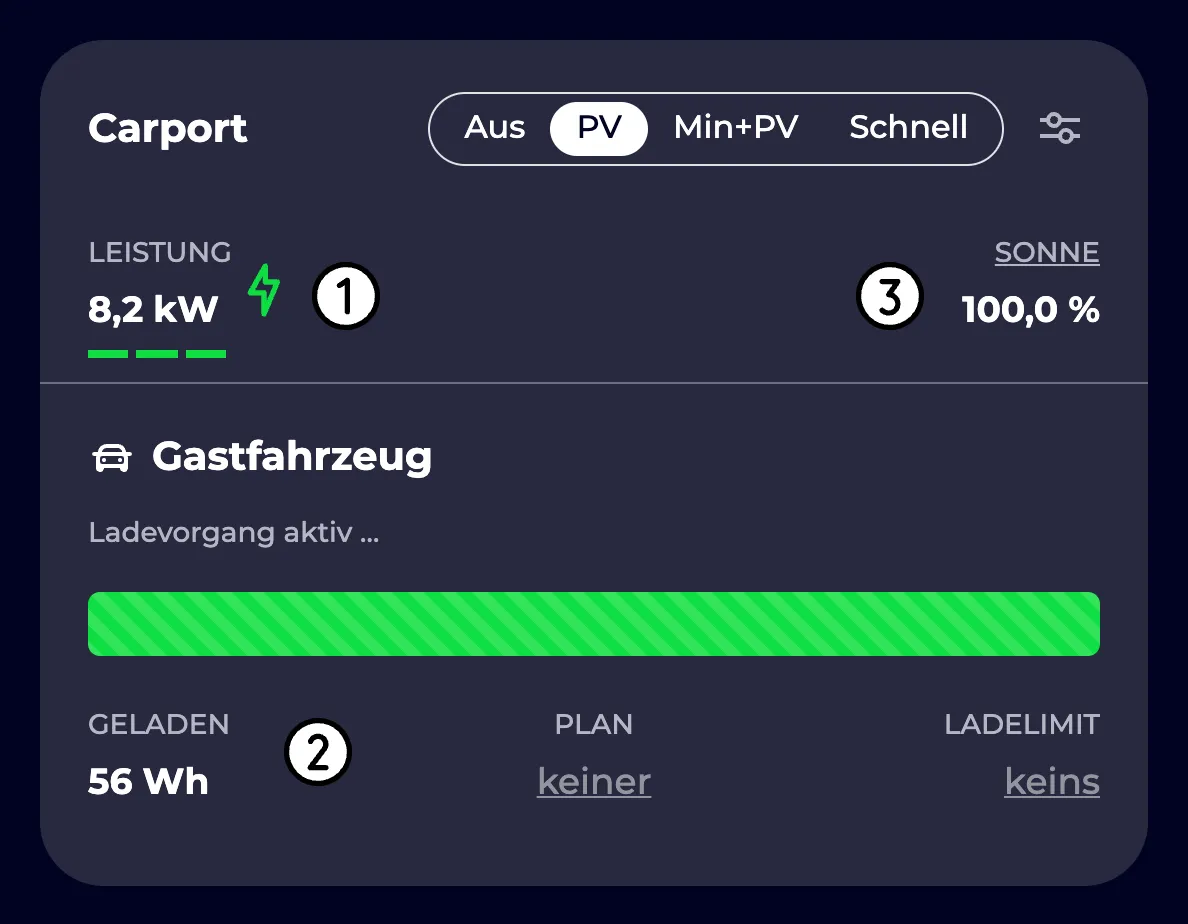 Carport
Aus PV Min+PV Schnell
LEISTUNG
8,2 kW
1
3
SONNE
100,0 %
Gastfahrzeug
Ladevorgang aktiv ...
GELADEN
56 Wh
2
PLAN
keiner
LADELIMIT
keins